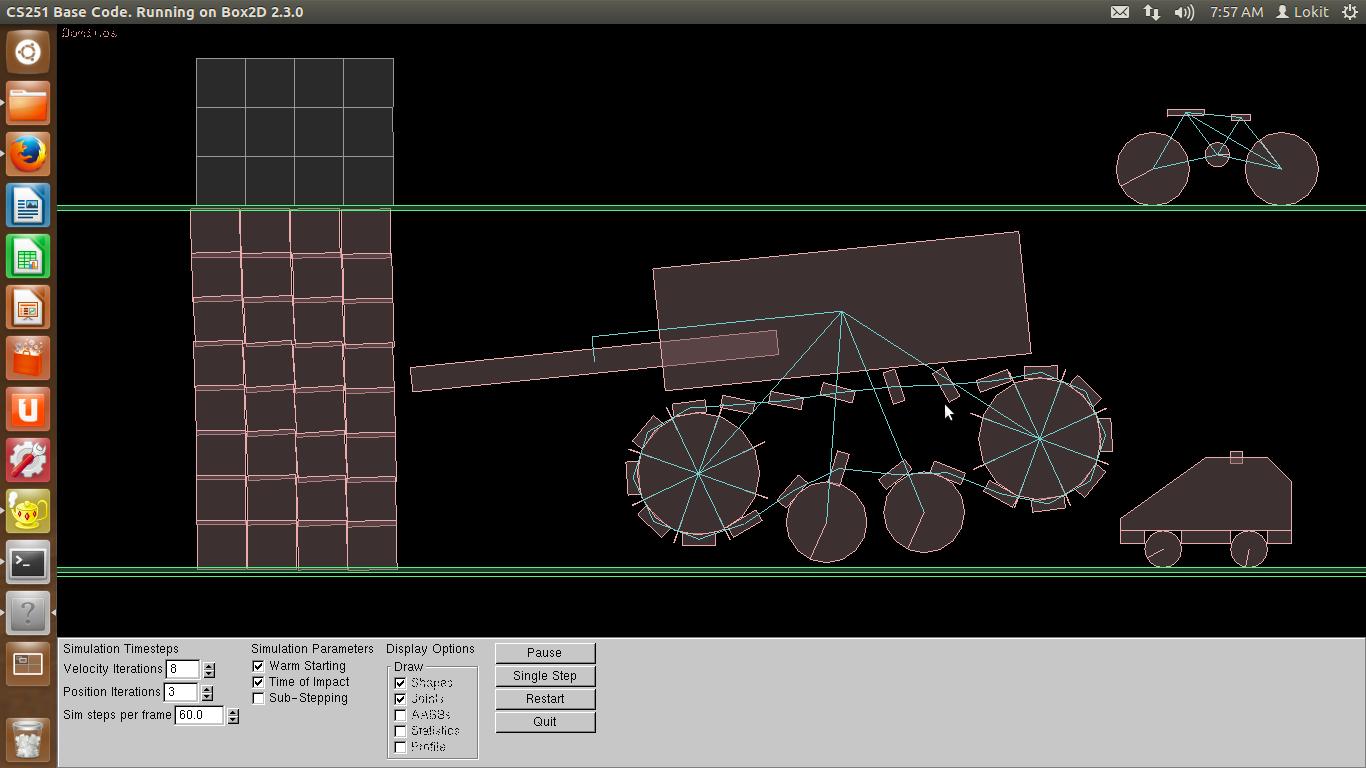 CS251 Base Code. Running on Box2D 2.3.0
7:57 AM Lokit
Dominos
Simulation Timesteps
Velocity Iterations 8
Position Iterations 3
Sim steps per frame 60.0
Simulation Parameters
Warm Starting
Time of Impact
Sub-Stepping
Display Options
Draw
Shapes
Joints
AABBs
Statistics
Profile
Pause
Single Step
Restart
Quit